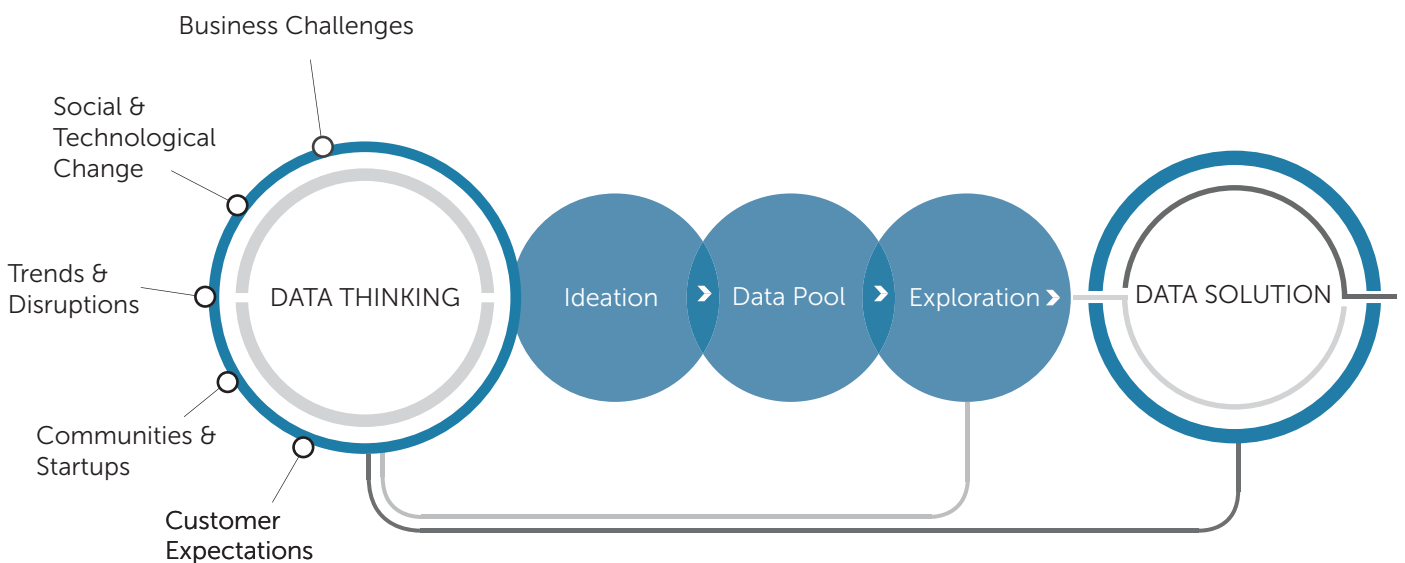 Business Challenges
Social &
Technological
Change
Trends &
Disruptions
Communities &
Startups
Customer
Expectations
DATA THINKING
Ideation
Data Pool
Exploration
DATA SOLUTION